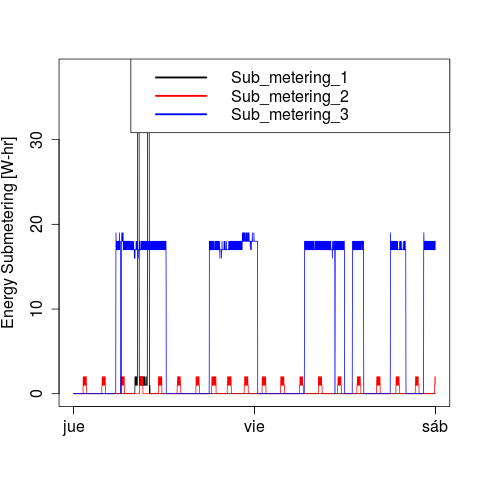 Sub_metering_1
Sub_metering_2
Sub_metering_3
Energy Submetering [W-hr]
30
20
10
0
jue vie sáb